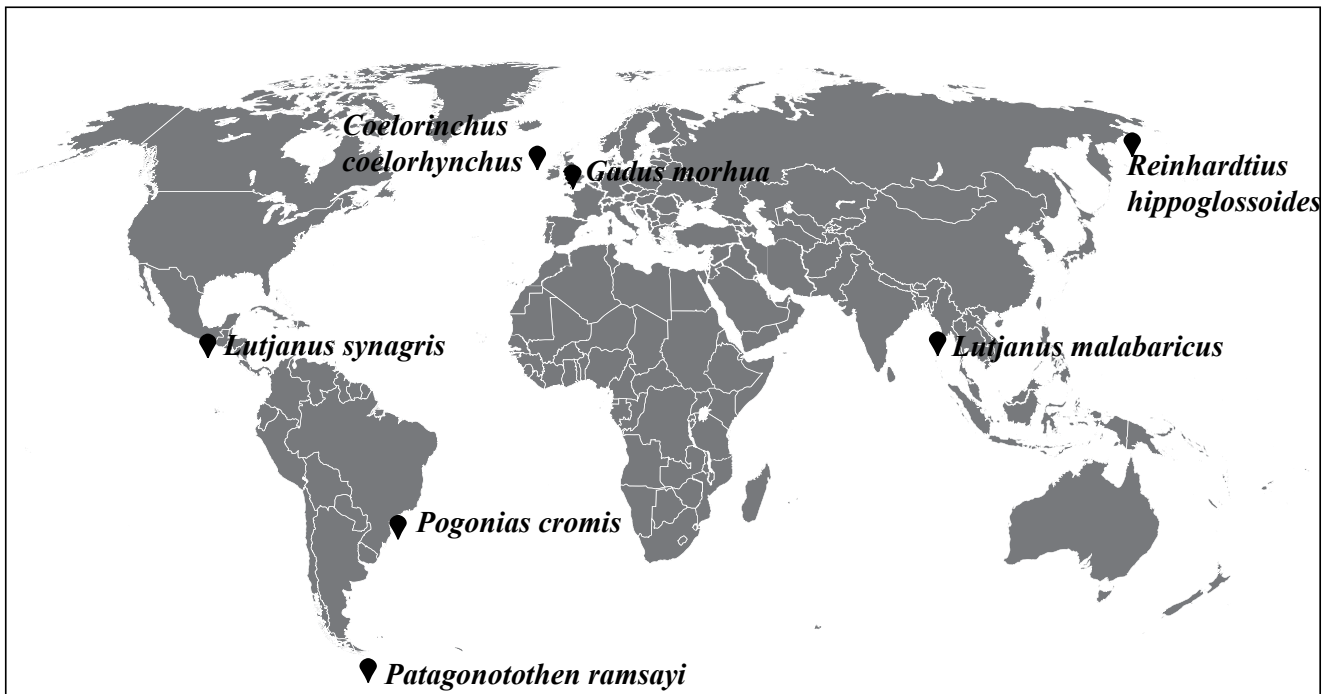 Coelorinchus
coelorhynchus
Gadus morhua
Reinhardtius
hippoglossoides
Lutjanus synagris
Lutjanus malabaricus
Pogonias cromis
Patagonotothen ramsayi